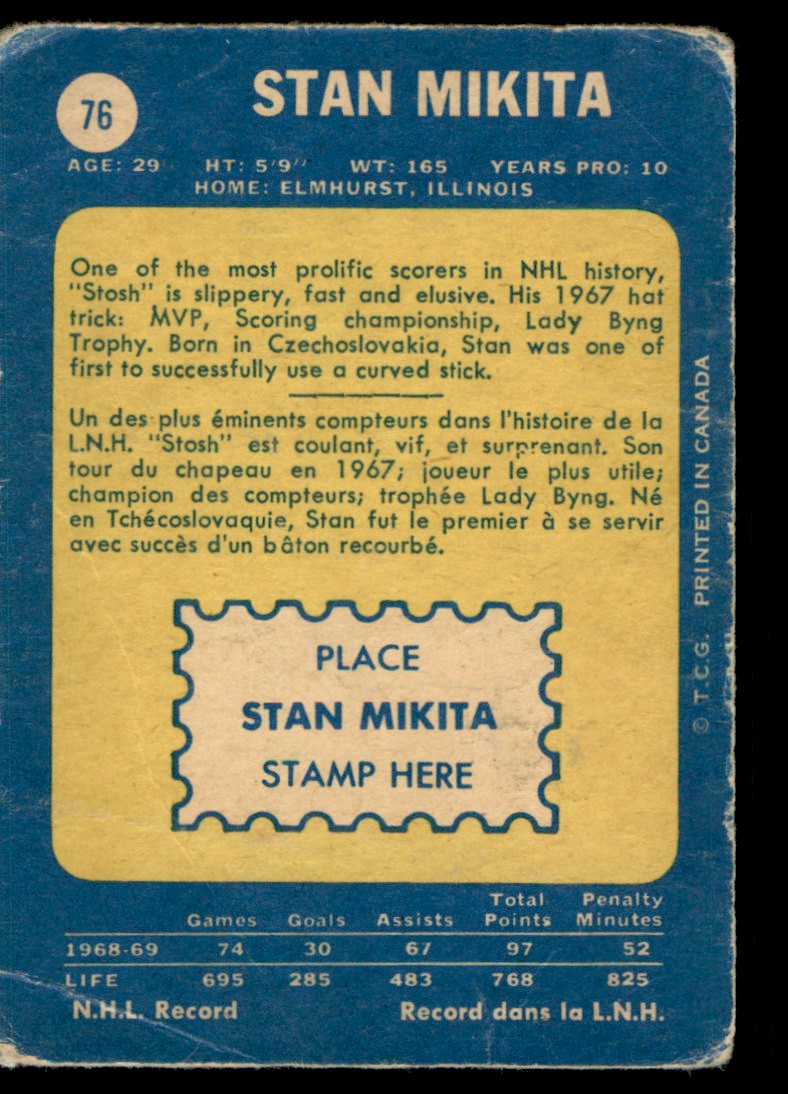 76
STAN MIKITA
AGE: 29 HT: 5'9" WT: 165 YEARS PRO: 10
HOME: ELMHURST, ILLINOIS
One of the most prolific scorers in NHL history,
"Stosh" is slippery, fast and elusive. His 1967 hat
trick: MVP, Scoring championship, Lady Byng
Trophy. Born in Czechoslovakia, Stan was one of
first to successfully use a curved stick.
Un des plus éminents compteurs dans l'histoire de la
L.N.H. "Stosh" est coulant, vif, et surprenant. Son
tour du chapeau en 1967; joueur le plus utile;
champion des compteurs; trophée Lady Byng. Né
en Tchécoslovaquie, Stan fut le premier à se servir
avec succès d'un bâton recourbé.
PLACE
STAN MIKITA
STAMP HERE
© T.C.G. PRINTED IN CANADA
Games Goals Assists Total Points Penalty Minutes
1968-69 74 30 67 97 52
LIFE 695 285 483 768 825
N.H.L. Record Record dans la L.N.H.